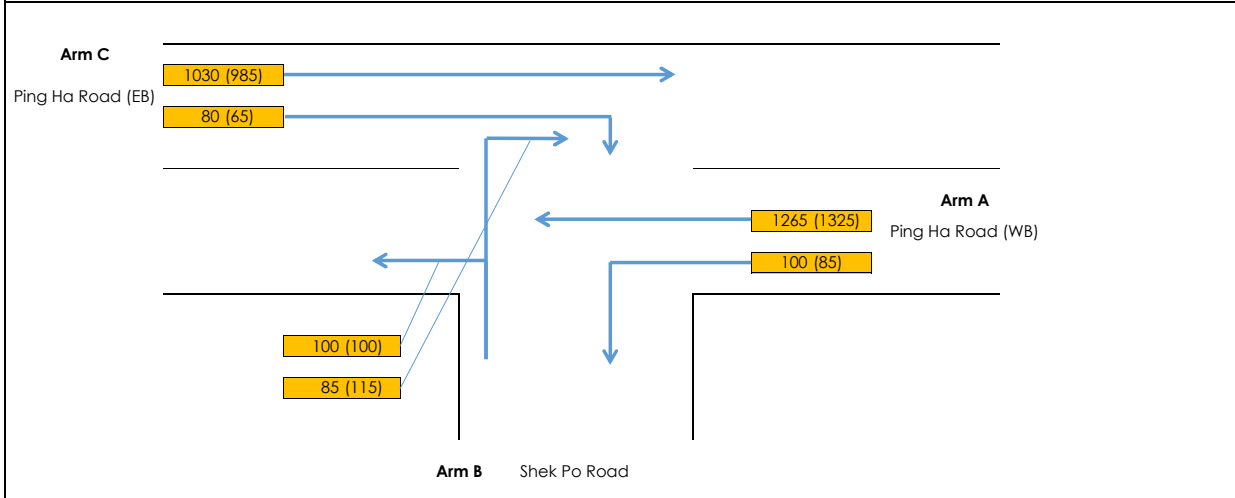 Arm C
1030 (985)
Ping Ha Road (EB)
80 (65)
Arm A
1265 (1325)
Ping Ha Road (WB)
100 (85)
100 (100)
85 (115)
Arm B Shek Po Road